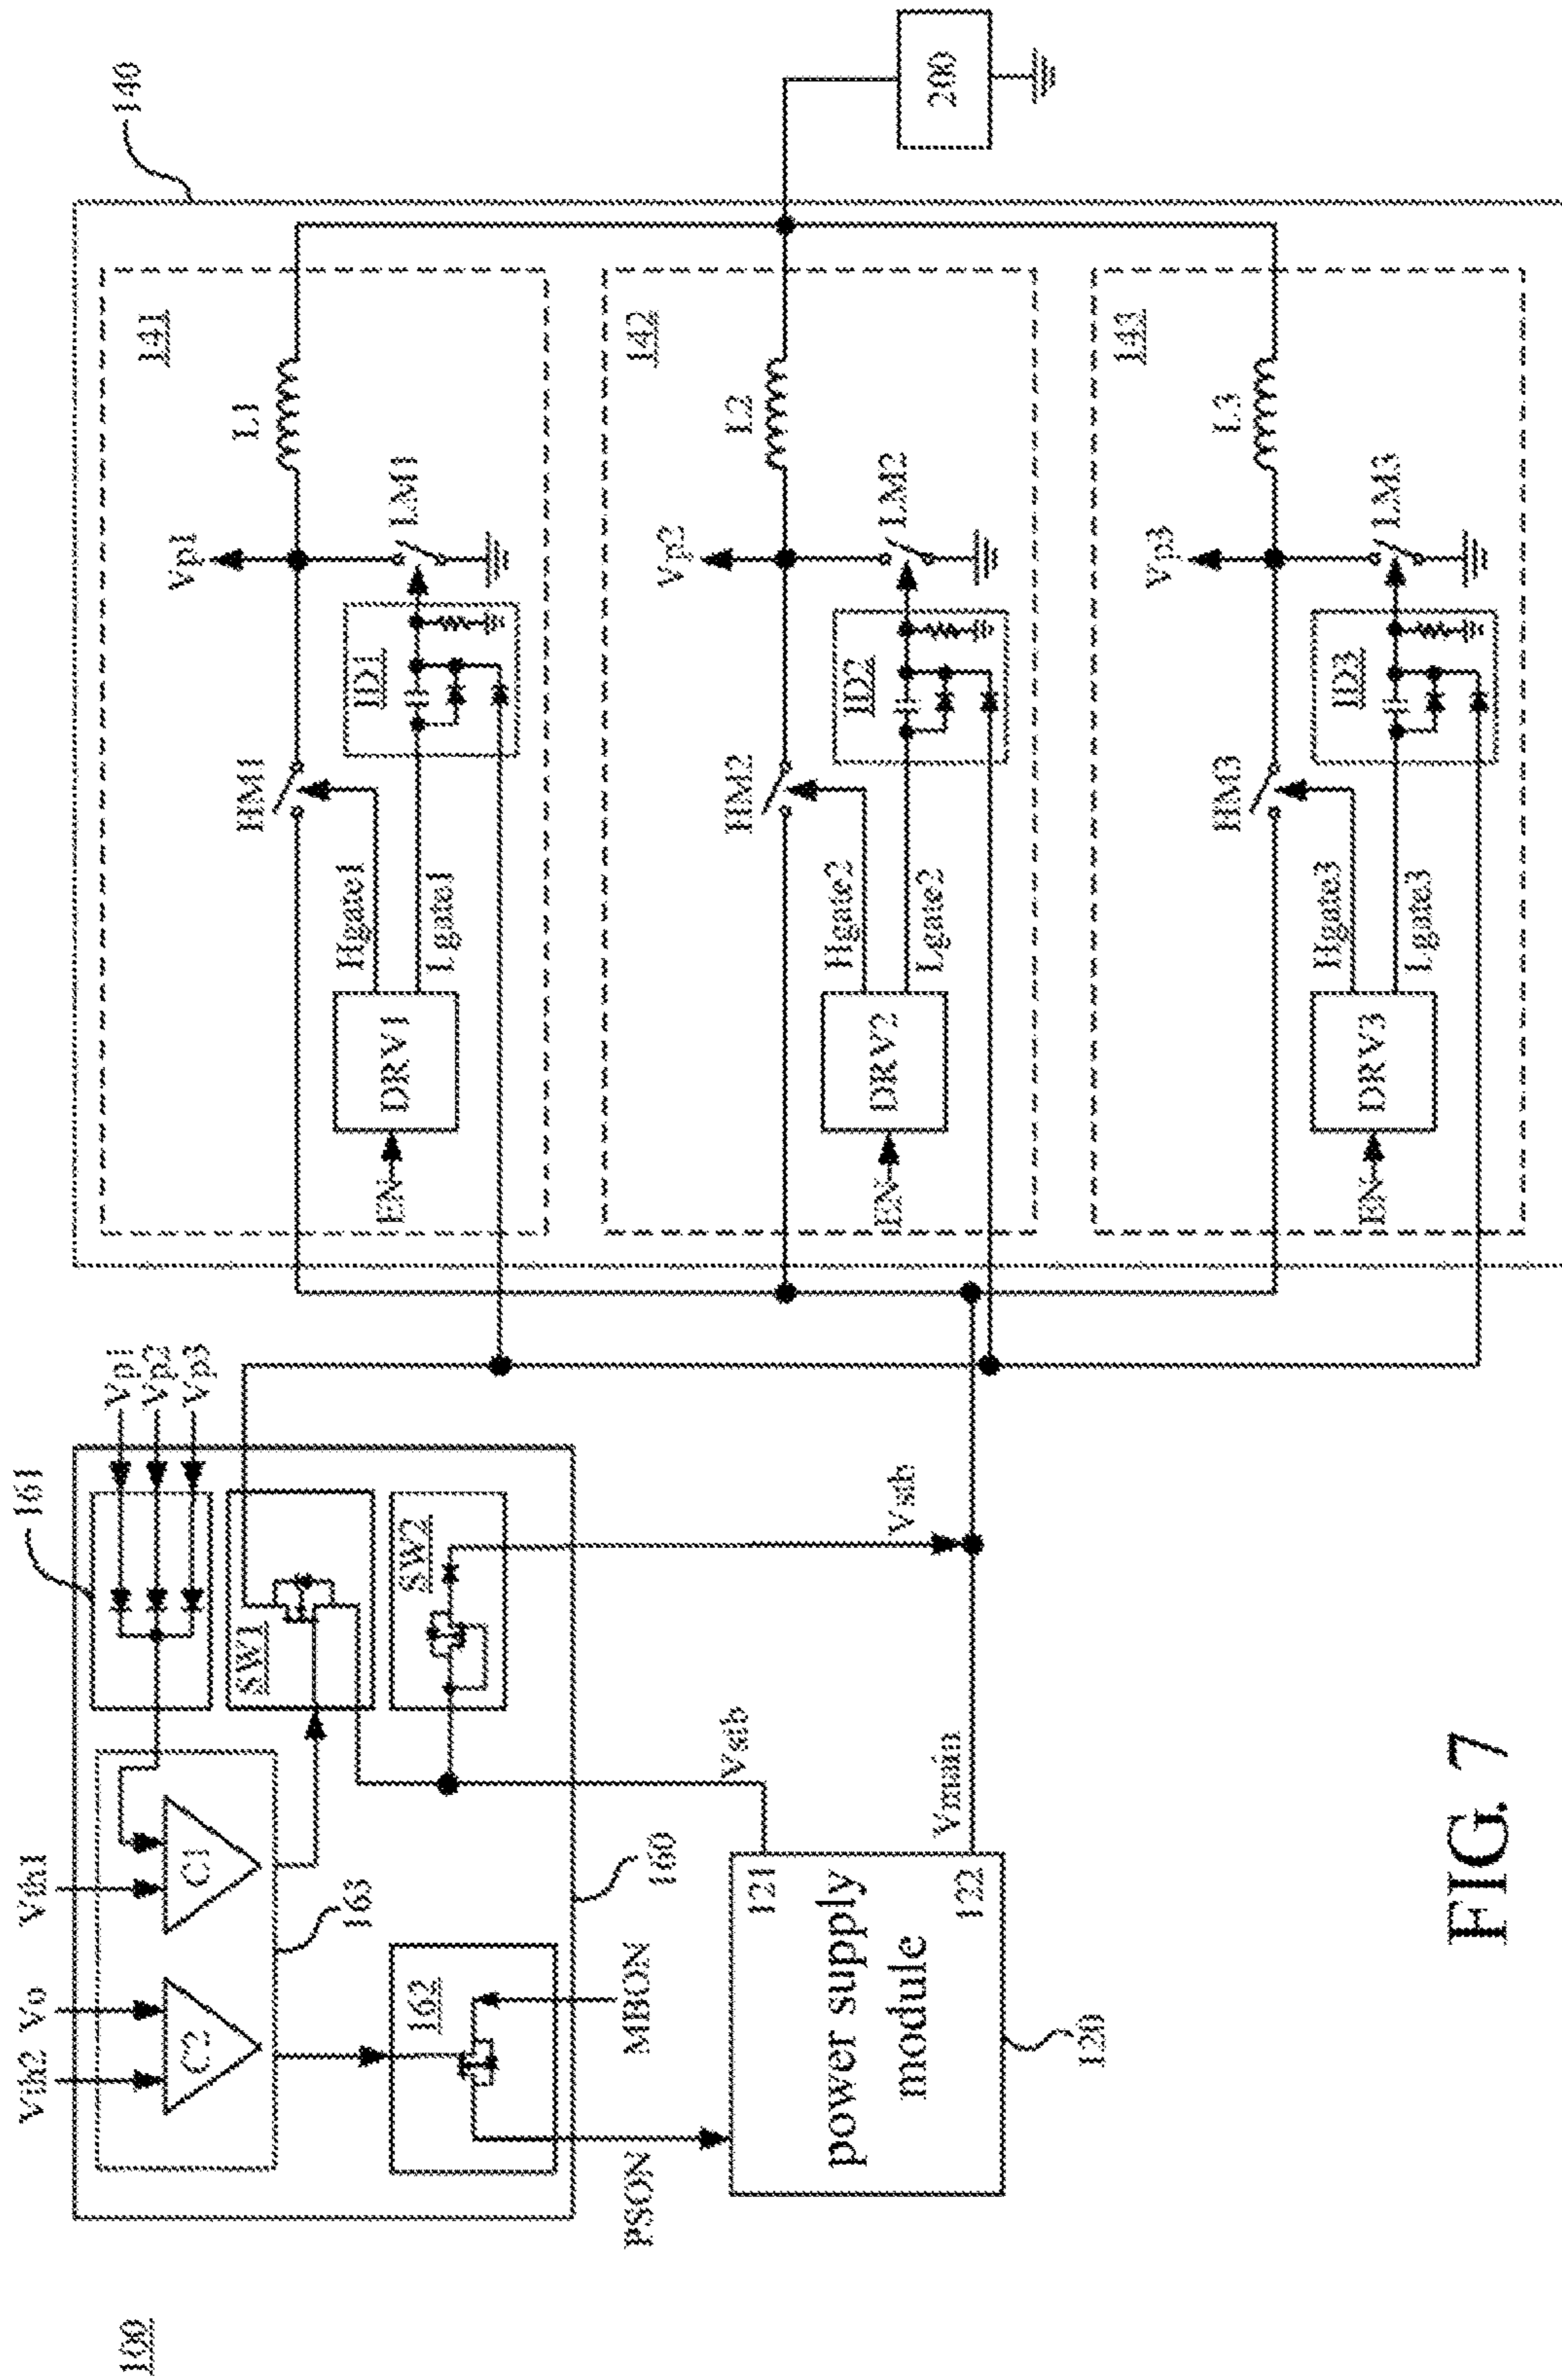 100
Vth2
Vo
Vth1
C2
C1
163
161
Vp1
Vp2
Vp3
SW1
SW2
162
MBON
160
PSON
Vstb
Vstb
power supply
module
121
122
Vmain
120
140
141
EN
DRV1
Hgate1
Lgate1
HM1
ID1
Vp1
LM1
L1
142
EN
DRV2
Hgate2
Lgate2
HM2
ID2
Vp2
LM2
L2
143
EN
DRV3
Hgate3
Lgate3
HM3
ID3
Vp3
LM3
L3
200
FIG. 7